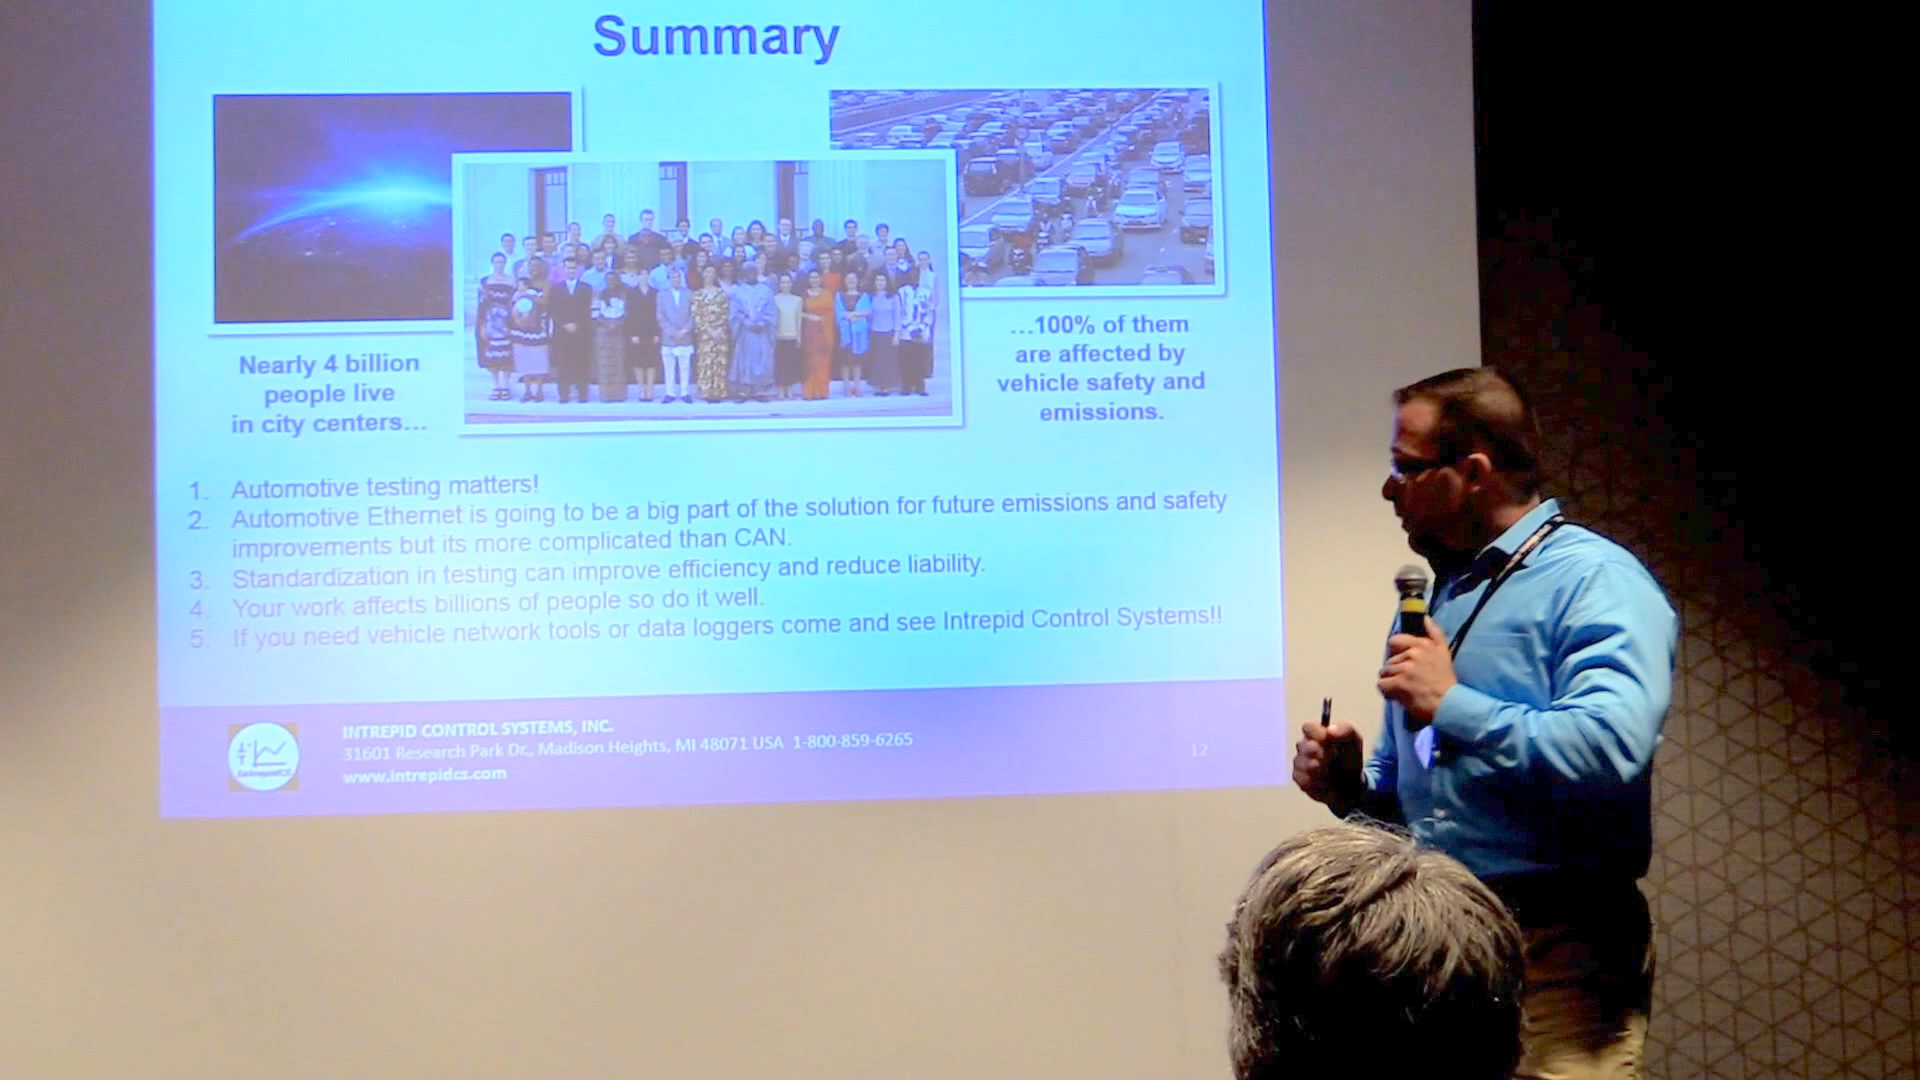 Summary
Nearly 4 billion
people live
in city centers...
...100% of them
are affected by
vehicle safety and
emissions.
1. Automotive testing matters!
2. Automotive Ethernet is going to be a big part of the solution for future emissions and safety
improvements but its more complicated than CAN.
3. Standardization in testing can improve efficiency and reduce liability.
4. Your work affects billions of people so do it well.
5. If you need vehicle network tools or data loggers come and see Intrepid Control Systems!!
IntrepidCS
INTREPID CONTROL SYSTEMS, INC.
31601 Research Park Dr., Madison Heights, MI 48071 USA 1-800-859-6265
www.intrepidcs.com
12